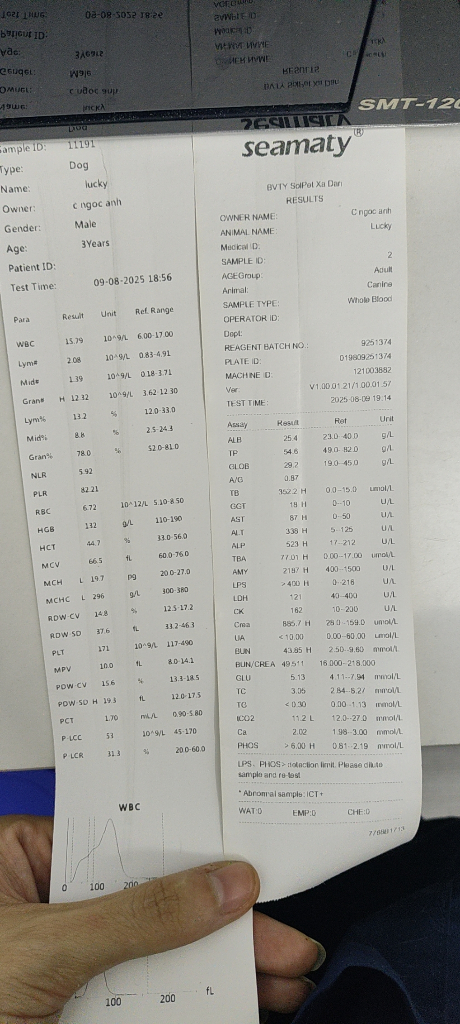 SMT-120
Sample ID: 11191
Type: Dog
Name: lucky
Owner: c ngoc anh
Gender: Male
Age: 3Years
Patient ID:
Test Time: 09-08-2025 18:56
Para Result Unit Ref. Range
WBC 15.79 10^9/L 6.00-17.00
Lym# 2.08 10^9/L 0.83-4.91
Mid# 1.39 10^9/L 0.18-3.71
Gran# H 12.32 10^9/L 3.62-12.30
Lym% 13.2 % 12.0-33.0
Mid% 8.8 % 2.5-24.3
Gran% 78.0 % 52.0-81.0
NLR 5.92
PLR 82.21
RBC 6.72 10^12/L 5.10-8.50
HGB 132 g/L 110-190
HCT 44.7 % 33.0-56.0
MCV 66.5 fL 60.0-76.0
MCH L 19.7 pg 20.0-27.0
MCHC L 296 g/L 300-380
RDW-CV 14.8 % 12.5-17.2
RDW-SD 37.6 fL 33.2-46.3
PLT 171 10^9/L 117-490
MPV 10.0 fL 8.0-14.1
PDW-CV 15.6 % 13.3-18.5
PDW-SD H 19.3 fL 12.0-17.5
PCT 1.70 mL/L 0.90-5.80
P-LCC 53 10^9/L 45-170
P-LCR 31.3 % 20.0-60.0
WBC
0 100 200
100 200 fL
seamaty®
BVTY SolPet Xa Dan
RESULTS
OWNER NAME: C ngoc anh
ANIMAL NAME: Lucky
Medical ID:
SAMPLE ID: 2
AGEGroup: Adult
Animal: Canine
SAMPLE TYPE: Whole Blood
OPERATOR ID:
Dept:
REAGENT BATCH NO.: 9251374
PLATE ID: 019809251374
MACHINE ID: 121003882
Ver: V1.00.01.21/1.00.01.57
TEST TIME: 2025-08-09 19:14
Assay Result Ref Unit
ALB 25.4 23.0-40.0 g/L
TP 54.6 49.0-82.0 g/L
GLOB 29.2 19.0-45.0 g/L
A/G 0.87
TB 352.2 H 0.0-15.0 umol/L
GGT 18 H 0-10 U/L
AST 87 H 0-50 U/L
ALT 338 H 5-125 U/L
ALP 523 H 17-212 U/L
TBA 77.01 H 0.00-17.00 umol/L
AMY 2187 H 400-1500 U/L
LPS >400 H 0-216 U/L
LDH 121 40-400 U/L
CK 162 10-200 U/L
Crea 885.7 H 28.0-159.0 umol/L
UA <10.00 0.00-60.00 umol/L
BUN 43.85 H 2.50-9.60 mmol/L
BUN/CREA 49.511 16.000-218.000
GLU 5.13 4.11-7.94 mmol/L
TC 3.05 2.84-8.27 mmol/L
TG <0.30 0.00-1.13 mmol/L
tCO2 11.2 L 12.0-27.0 mmol/L
Ca 2.02 1.98-3.00 mmol/L
PHOS >6.00 H 0.81-2.19 mmol/L
LPS、PHOS> detection limit. Please dilute
sample and re-test
* Abnormal sample: ICT+
WAT:0 EMP:0 CHE:0